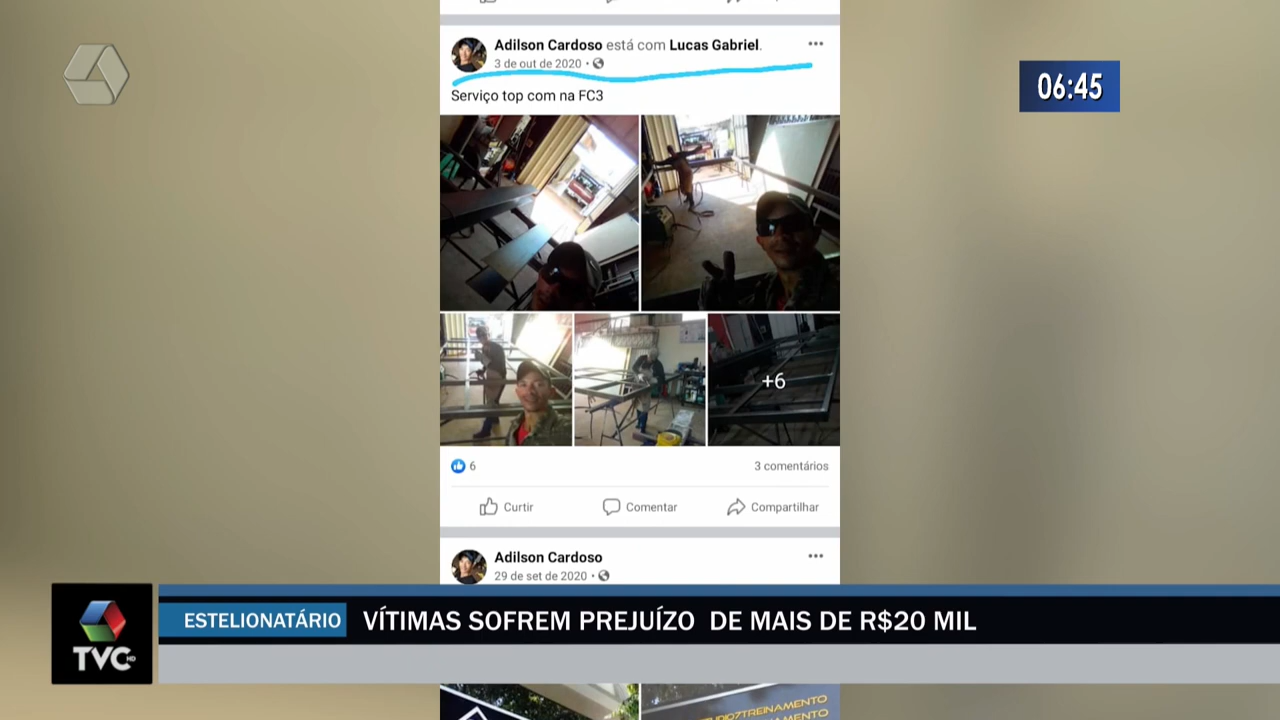 Adilson Cardoso está com Lucas Gabriel.
3 de out de 2020
06:45
Serviço top com na FC3
+6
6
3 comentários
Curtir
Comentar
Compartilhar
Adilson Cardoso
29 de set de 2020
ESTELIONATÁRIO
VÍTIMAS SOFREM PREJUÍZO DE MAIS DE R$20 MIL
TVC HD